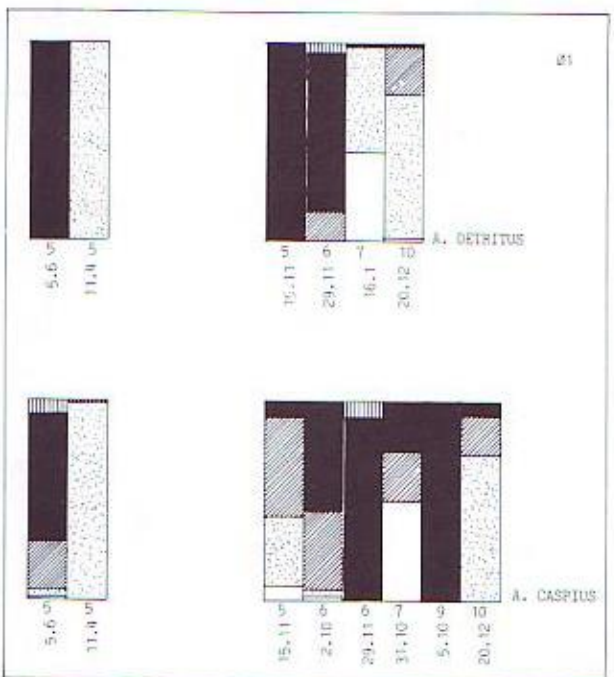 Ø1
5 5 5 6 7 10 A. DETRITUS
5.6 11.4 15.11 29.11 16.1 20.12
5 5 5 6 6 7 9 10 A. CASPIUS
5.6 11.4 15.11 2.10 29.11 31.10 5.10 20.12